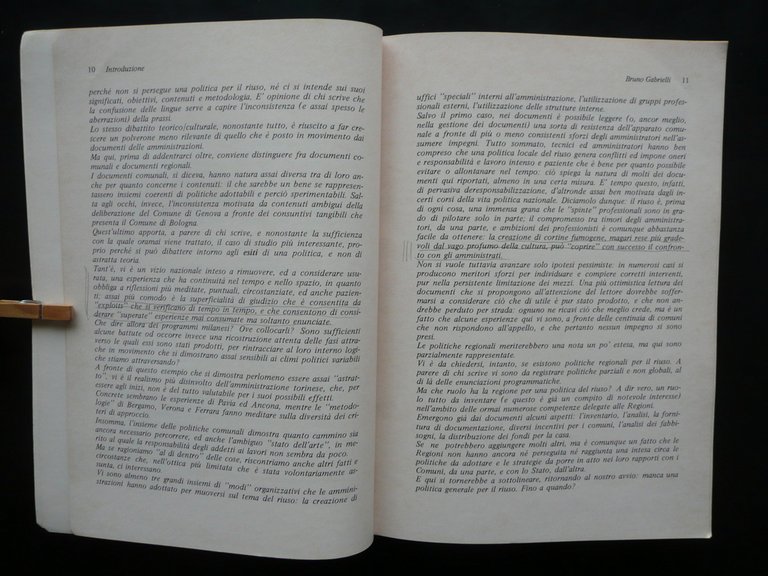 10 Introduzione
perché non si persegue una politica per il riuso, né ci si intende sui suoi
significati, obiettivi, contenuti e metodologia. E' opinione di chi scrive che
la confusione delle lingue serve a capire l'inconsistenza (e assai spesso le
aberrazioni) della prassi.
Lo stesso dibattito teorico/culturale, nonostante tutto, è riuscito a far cre-
scere un polverone meno rilevante di quello che è posto in movimento dai
documenti delle amministrazioni.
Ma qui, prima di addentrarci oltre, conviene distinguere fra documenti co-
munali e documenti regionali.
I documenti comunali, si diceva, hanno natura assai diversa tra di loro an-
che per quanto concerne i contenuti: il che sarebbe un bene se rappresen-
tassero insiemi coerenti di politiche adottabili e perciò sperimentabili. Sal-
ta agli occhi, invece, l'inconsistenza motivata da contenuti ambigui della
deliberazione del Comune di Genova a fronte dei consuntivi tangibili che
presenta il Comune di Bologna.
Quest'ultimo apporta, a parere di chi scrive, e nonostante la sufficienza
con la quale oramai viene trattato, il caso di studio più interessante, pro-
prio perché si può dibattere intorno agli esiti di una politica, e non di
astratta teoria.
Tant'è, vi è un vizio nazionale inteso a rimuovere, ed a considerare usu-
rata, una esperienza che ha continuità nel tempo e nello spazio, in quanto
obbliga a riflessioni più meditate, puntuali, circostanziate, ed anche pazien-
ti; assai più comodo è la superficialità di giudizio che è consentita da
"exploits" che si verificano di tempo in tempo, e che consentono di consi-
derare "superate" esperienze mai consumate ma soltanto enunciate.
Che dire allora dei programmi milanesi? Ove collocarli? Sono sufficienti
alcune battute od occorre invece una ricostruzione attenta delle fasi attra-
verso le quali essi sono stati prodotti, per rintracciare al loro interno logi-
che in movimento che si dimostrano assai sensibili ai climi politici variabili
che stiamo attraversando?
A fronte di questo esempio che si dimostra perlomeno essere assai "astrat-
to", vi è il realismo più disinvolto dell'amministrazione torinese, che, per
essere agli inizi, non è del tutto valutabile per i suoi possibili effetti.
Concrete sembrano le esperienze di Pavia ed Ancona, mentre le "metodo-
logie" di Bergamo, Verona e Ferrara fanno meditare sulla diversità dei cri-
teri di approccio.
Insomma, l'insieme delle politiche comunali dimostra quanto cammino sia
ancora necessario percorrere, ed anche l'ambiguo "stato dell'arte", in me-
rito al quale la responsabilità degli addetti ai lavori non sembra da poco.
Ma se ragioniamo "al di dentro" delle cose, riscontriamo anche altri fatti e
circostanze che, nell'ottica più limitata che è stata volontariamente as-
sunta, ci interessano.
Vi sono almeno tre grandi insiemi di "modi" organizzativi che le ammini-
strazioni hanno adottato per muoversi sul tema del riuso: la creazione di
Bruno Gabrielli 11
uffici "speciali" interni all'amministrazione, l'utilizzazione di gruppi profes-
sionali esterni, l'utilizzazione delle strutture interne.
Salvo il primo caso, nei documenti è possibile leggere (o, ancor meglio,
nella gestione dei documenti) una sorta di resistenza dell'apparato comuna-
le a fronte di più o meno consistenti sforzi degli amministratori nell'as-
sumere impegni. Tutto sommato, tecnici ed amministratori hanno ben
compreso che una politica locale del riuso genera conflitti ed impone oneri
e responsabilità e lavoro intenso e paziente che è bene per quanto possibile
evitare o allontanare nel tempo: ciò spiega la natura di molti dei docu-
menti qui riportati, almeno in una certa misura. E' tempo questo, infatti,
di pervasiva deresponsabilizzazione, d'altronde assai ben motivata dagli in-
certi corsi della vita politica nazionale. Diciamolo dunque: il riuso è, prima
di ogni cosa, una immensa grana che le "spinte" professionali sono in gra-
do di pilotare solo in parte; il compromesso tra timori degli amministra-
tori, da una parte, e ambizioni dei professionisti è comunque abbastanza
facile da ottenere: la creazione di cortine fumogene, magari rese più grade-
voli dal vago profumo della cultura, può "coprire" con successo il confron-
to con gli amministrati.
Non si vuole tuttavia avanzare solo ipotesi pessimiste: in numerosi casi si
producono meritori sforzi per individuare e compiere corretti interventi,
pur nella persistente limitazione dei mezzi. Una più ottimistica lettura dei
documenti che si propongono all'attenzione del lettore dovrebbe soffer-
marsi a considerare ciò che di utile è pur stato prodotto, e che non an-
drebbe perduto per strada: ognuno ne ricavi ciò che meglio crede, ma è un
fatto che queste esperienze qui vi sono, a fronte delle centinaia di comuni
che non rispondono all'appello, e che pertanto nessun impegno si sono
presi.
Le politiche regionali meriterebbero una nota un po' estesa, ma qui sono
parzialmente rappresentate.
Vi è da chiedersi, intanto, se esistono politiche regionali per il riuso. A
parere di chi scrive vi sono da registrare politiche parziali e non globali, al
di là delle enunciazioni programmatiche.
Ma che ruolo ha la regione per una politica del riuso? A dir vero, un ruo-
lo tutto da inventare (e questo è già un compito di notevole interesse)
nell'ambito delle ormai numerose competenze delegate alle Regioni.
Emergono già dai documenti alcuni aspetti: l'inventario, l'analisi, la forni-
tura di documentazione, diversi incentivi per i comuni, l'analisi dei fabbi-
sogni, la distribuzione dei fondi per la casa.
Se ne potrebbero aggiungere molti altri, ma è comunque un fatto che le
Regioni non hanno ancora né perseguita né raggiunta una intesa circa le
politiche da adottare e le strategie da porre in atto nei loro rapporti con i
Comuni, da una parte, e con lo Stato, dall'altra.
E qui si tornerebbe a sottolineare, ritornando al nostro avvio: manca una
politica generale per il riuso. Fino a quando?